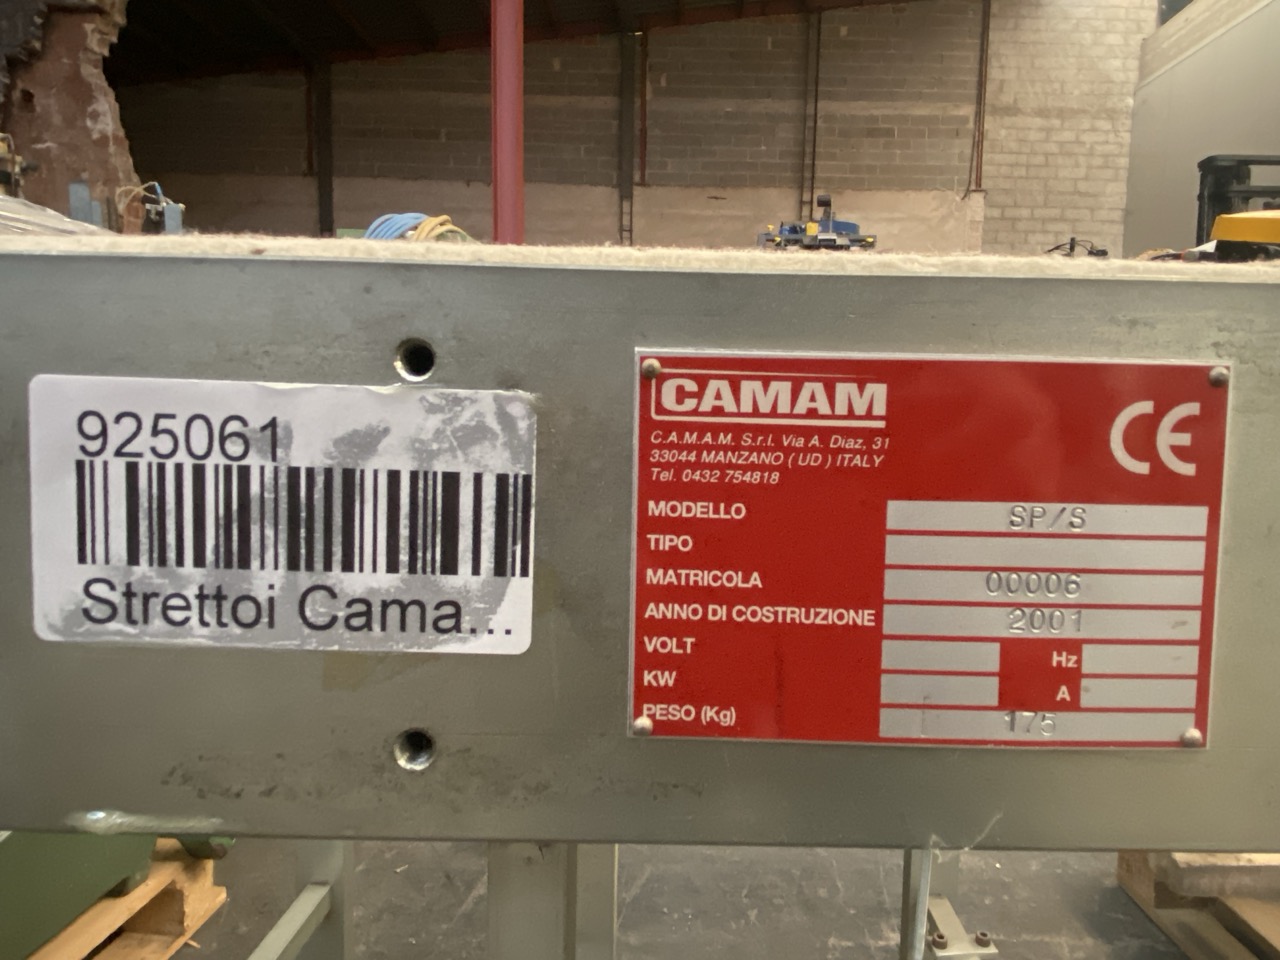 925061
Strettoi Cama...
CAMAM
CE
C.A.M.A.M. S.r.l. Via A. Diaz, 31
33044 MANZANO ( UD ) ITALY
Tel. 0432 754818
MODELLO SP/S
TIPO
MATRICOLA 00006
ANNO DI COSTRUZIONE 2001
VOLT Hz
KW A
PESO (Kg) 175